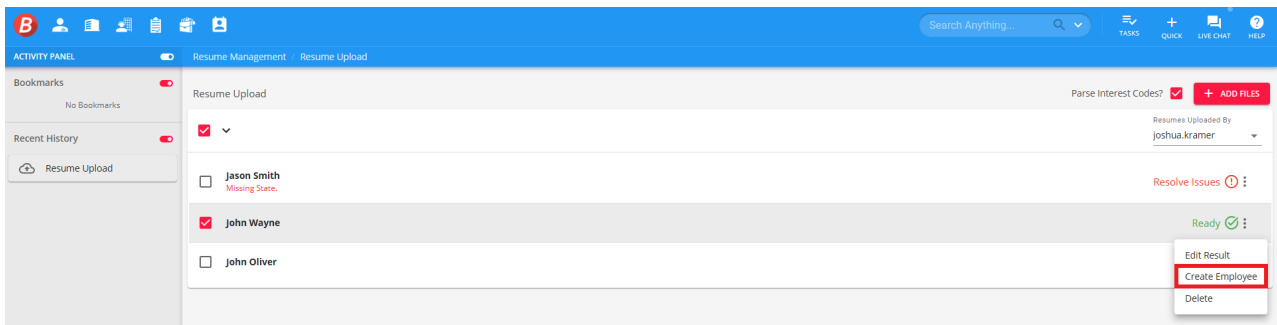 B
Search Anything...
TASKS
QUICK
LIVE CHAT
HELP
ACTIVITY PANEL
Resume Management / Resume Upload
Bookmarks
No Bookmarks
Recent History
Resume Upload
Resume Upload
Parse Interest Codes?
+ ADD FILES
Resumes Uploaded By
joshua.kramer
Jason Smith
Missing State.
Resolve Issues
John Wayne
Ready
John Oliver
Edit Result
Create Employee
Delete